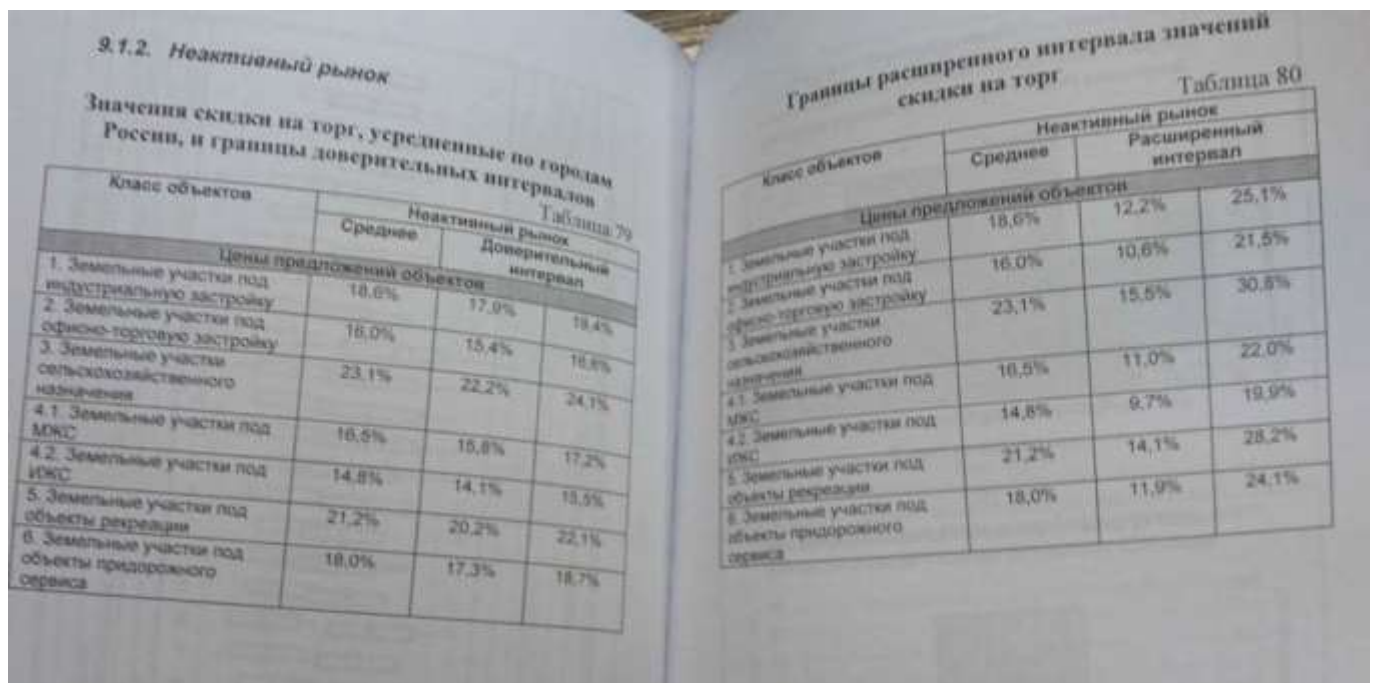 9.1.2. Неактивный рынок
Значения скидки на торг, усредненные по городам
России, и границы доверительных интервалов
Таблица 79
Класс объектов
Неактивный рынок
Среднее
Доверительный
интервал
Цены предложений объектов
1. Земельные участки под
индустриальную застройку
18,6% 17,9% 19,4%
2. Земельные участки под
офисно-торговую застройку
16,0% 15,4% 16,6%
3. Земельные участки
сельскохозяйственного
назначения
23,1% 22,2% 24,1%
4.1. Земельные участки под
МЖС
16,5% 15,8% 17,2%
4.2. Земельные участки под
ИЖС
14,8% 14,1% 15,5%
5. Земельные участки под
объекты рекреации
21,2% 20,2% 22,1%
6. Земельные участки под
объекты придорожного
сервиса
18,0% 17,3% 18,7%
Границы расширенного интервала значений
скидки на торг
Таблица 80
Класс объектов
Неактивный рынок
Среднее
Расширенный
интервал
Цены предложений объектов
1. Земельные участки под
индустриальную застройку
18,6% 12,2% 25,1%
2. Земельные участки под
офисно-торговую застройку
16,0% 10,6% 21,5%
3. Земельные участки
сельскохозяйственного
назначения
23,1% 15,5% 30,8%
4.1. Земельные участки под
МЖС
16,5% 11,0% 22,0%
4.2. Земельные участки под
ИЖС
14,8% 9,7% 19,9%
5. Земельные участки под
объекты рекреации
21,2% 14,1% 28,2%
6. Земельные участки под
объекты придорожного
сервиса
18,0% 11,9% 24,1%